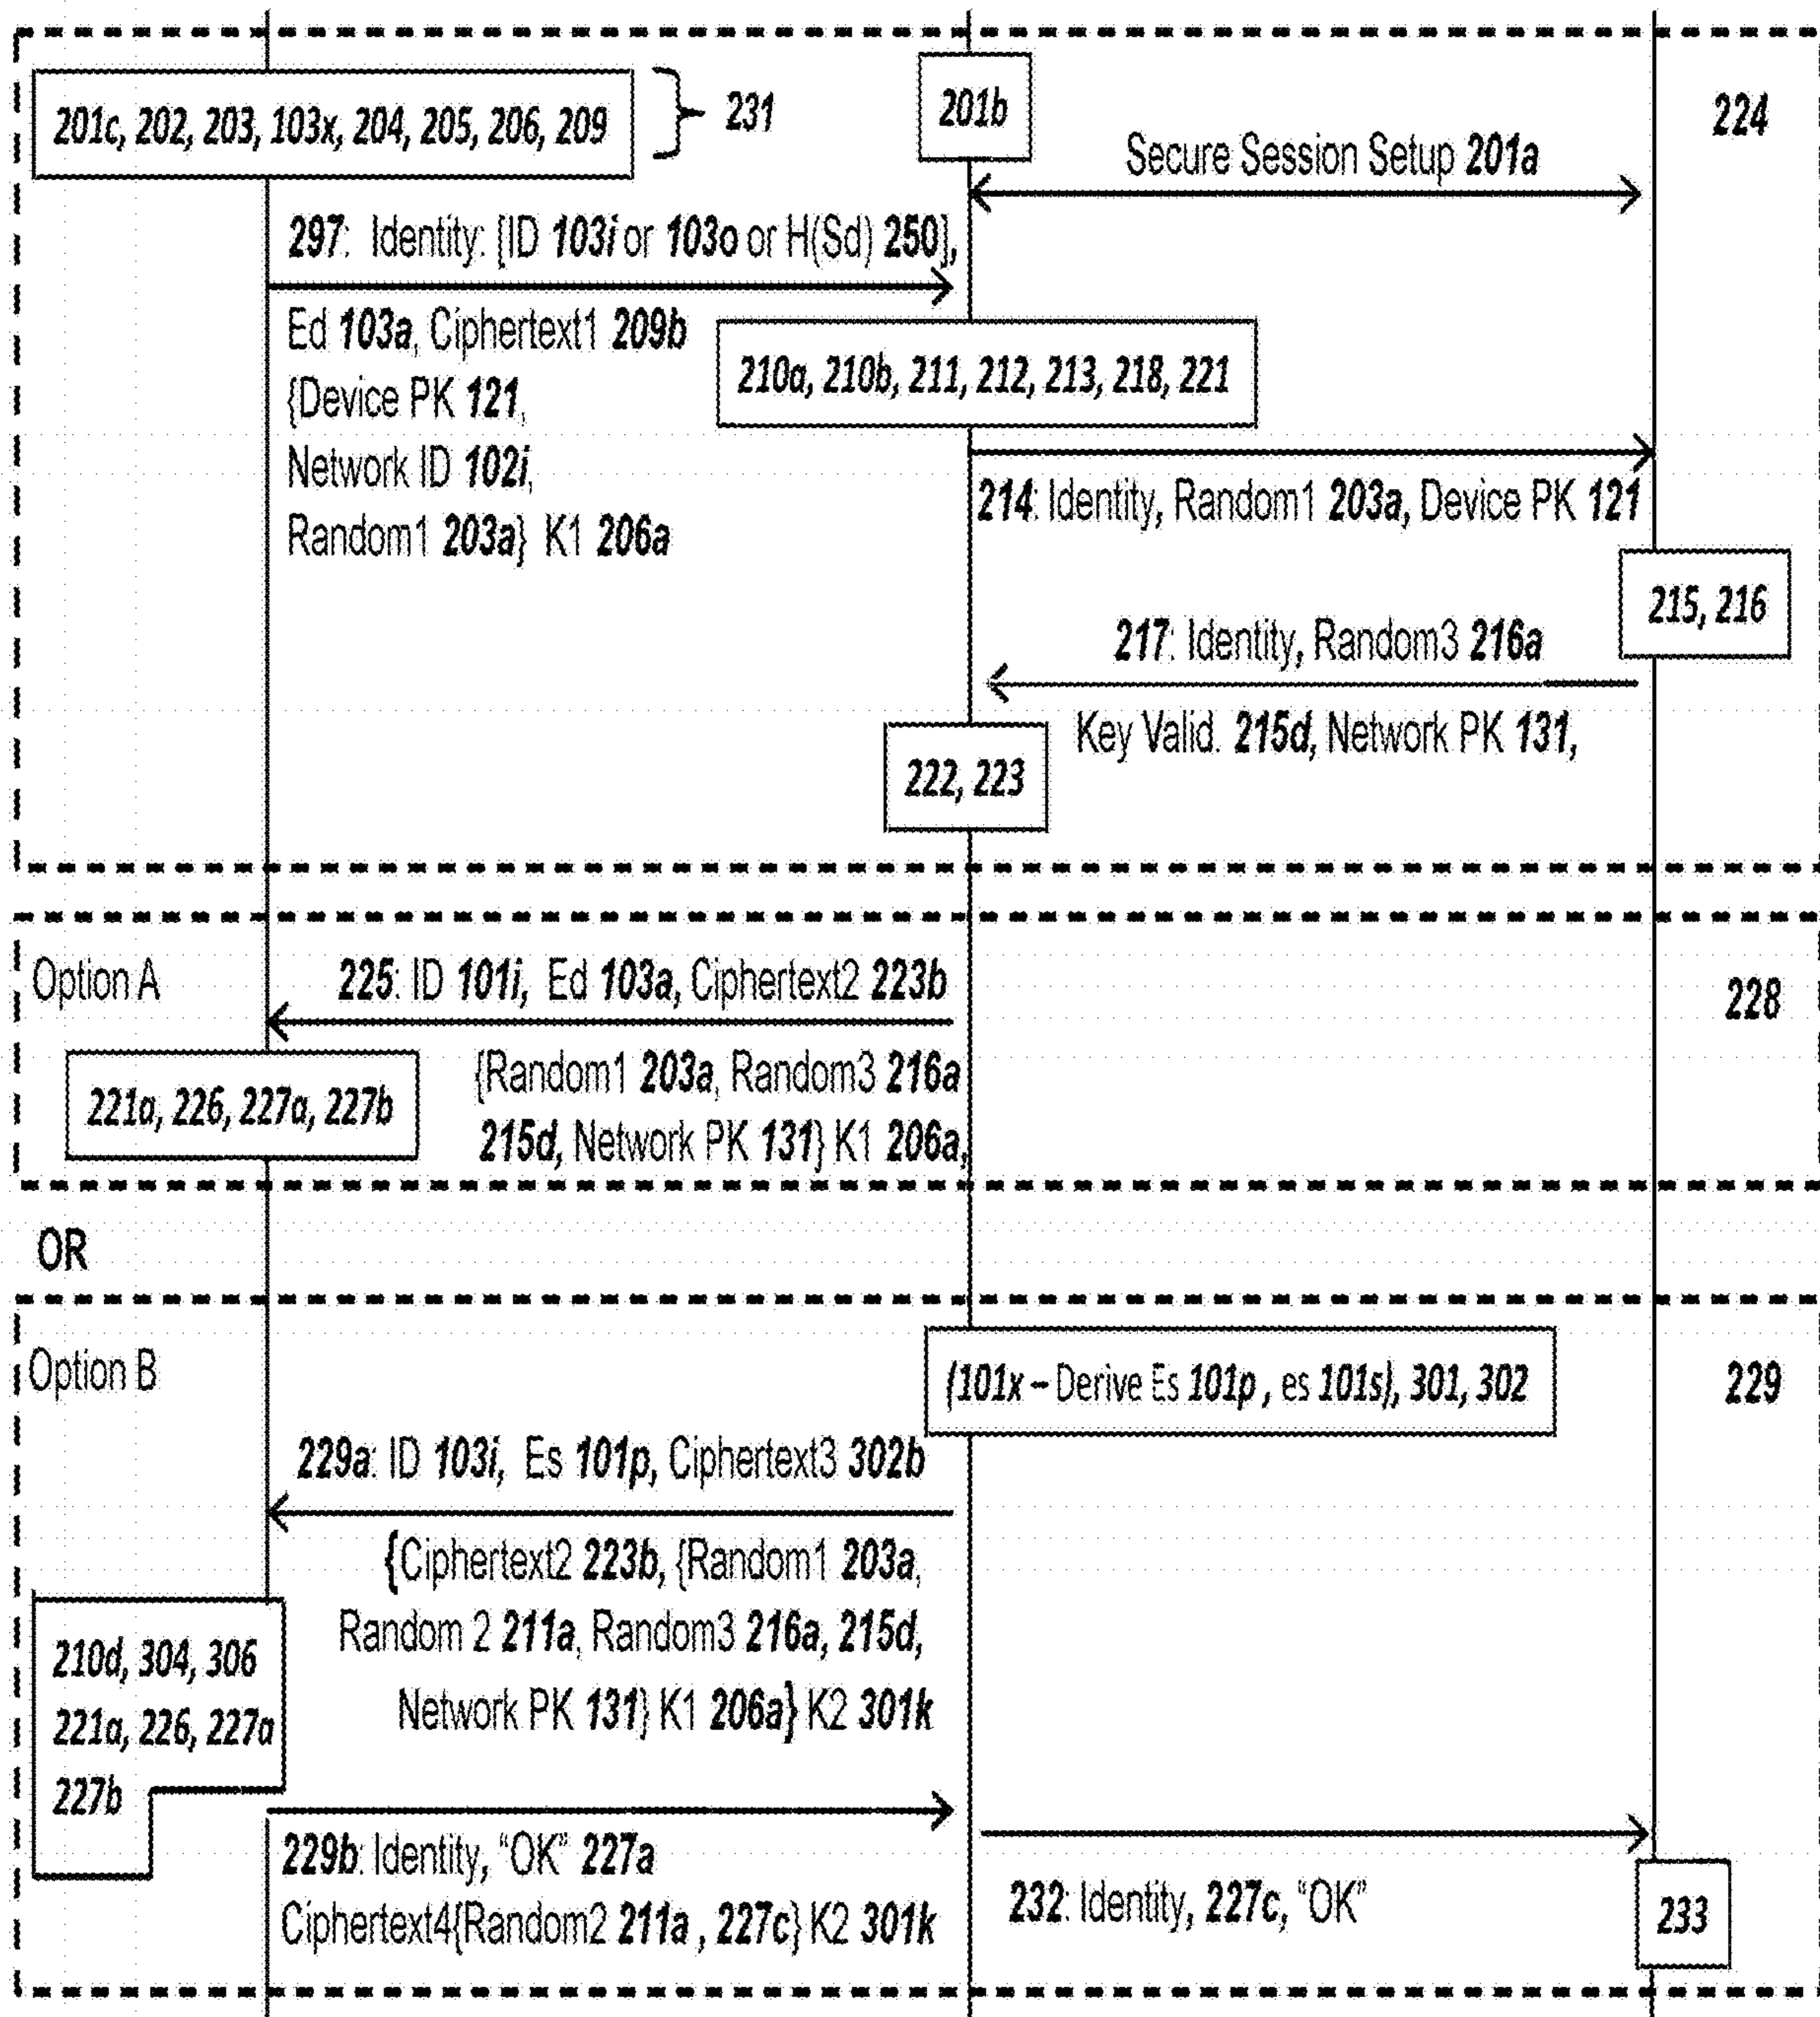 201c, 202, 203, 103x, 204, 205, 206, 209
231
201b
224
Secure Session Setup 201a
297: Identity: [ID 103i or 103o or H(Sd) 250],
Ed 103a, Ciphertext1 209b
{Device PK 121,
Network ID 102i,
Random1 203a} K1 206a
210a, 210b, 211, 212, 213, 218, 221
214: Identity, Random1 203a, Device PK 121
215, 216
217: Identity, Random3 216a
Key Valid. 215d, Network PK 131,
222, 223
Option A
225: ID 101i, Ed 103a, Ciphertext2 223b
228
{Random1 203a, Random3 216a
215d, Network PK 131} K1 206a,
221a, 226, 227a, 227b
OR
Option B
(101x – Derive Es 101p , es 101s), 301, 302
229
229a: ID 103i, Es 101p, Ciphertext3 302b
{Ciphertext2 223b, {Random1 203a,
Random 2 211a, Random3 216a, 215d,
Network PK 131} K1 206a} K2 301k
210d, 304, 306
221a, 226, 227a
227b
229b: Identity, “OK” 227a
Ciphertext4{Random2 211a , 227c} K2 301k
232: Identity, 227c, “OK”
233